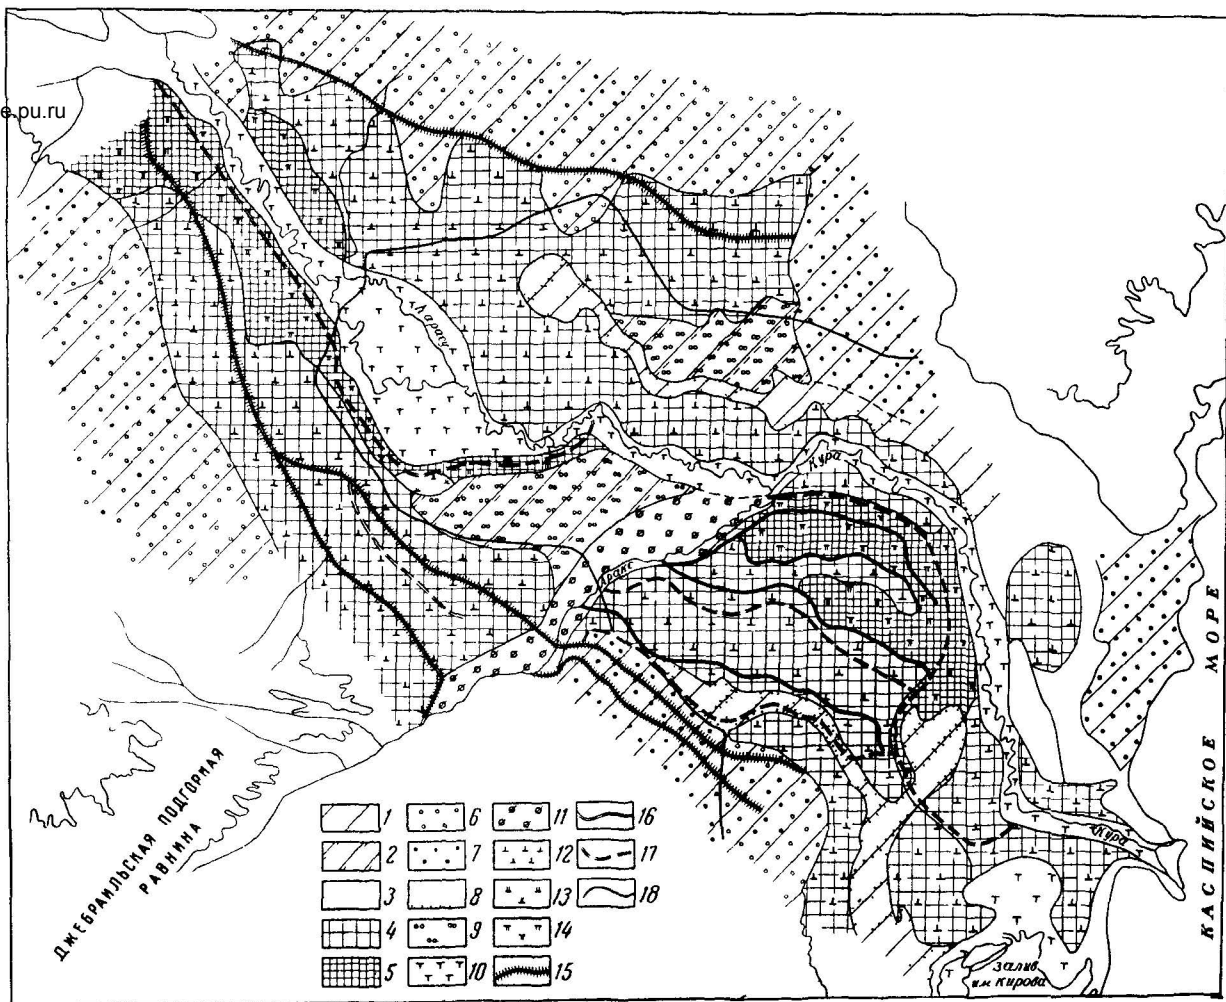 e.pu.ru
Карасу
Кура
Аракс
КАСПИЙСКОЕ МОРЕ
Кура
ДЖЕБРАИЛЬСКАЯ ПОДГОРНАЯ
РАВНИНА
залив
им. Кирова
1 6 11 16
2 7 12 17
3 8 13 18
4 9 14
5 10 15